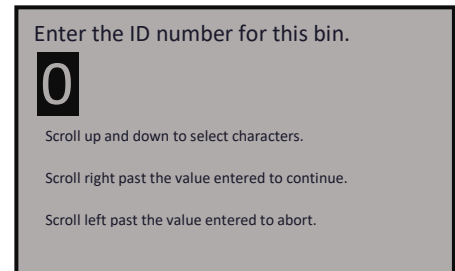 Enter the ID number for this bin.
0
Scroll up and down to select characters.
Scroll right past the value entered to continue.
Scroll left past the value entered to abort.